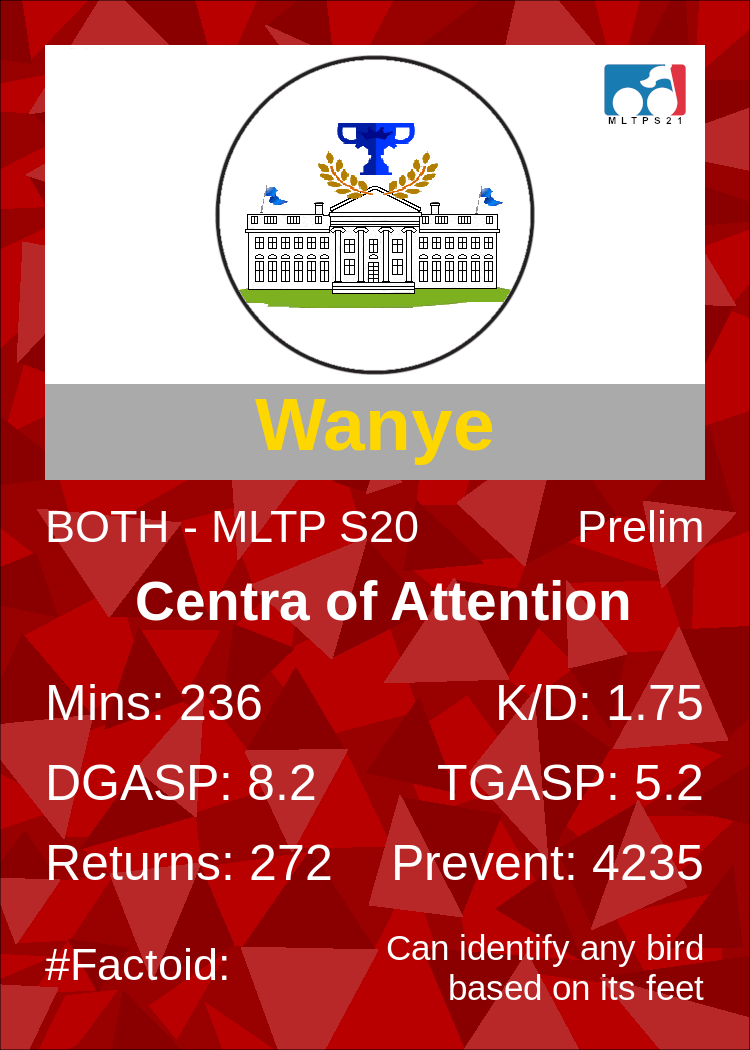 MLTPS21
Wanye
BOTH - MLTP S20 Prelim
Centra of Attention
Mins: 236 K/D: 1.75
DGASP: 8.2 TGASP: 5.2
Returns: 272 Prevent: 4235
#Factoid: Can identify any bird
based on its feet